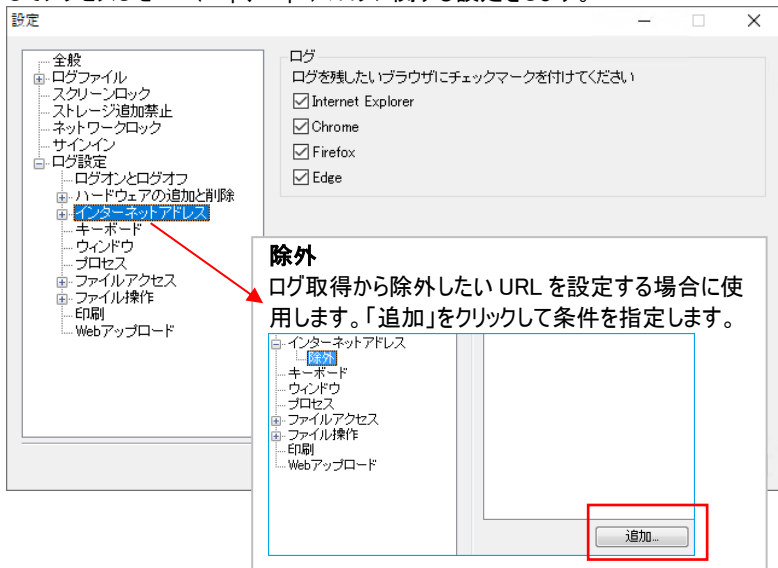 設定
全般
ログファイル
スクリーンロック
ストレージ追加禁止
ネットワークロック
サインイン
ログ設定
ログオンとログオフ
ハードウェアの追加と削除
インターネットアドレス
キーボード
ウィンドウ
プロセス
ファイルアクセス
ファイル操作
印刷
Webアップロード
ログ
ログを残したいブラウザにチェックマークを付けてください
Internet Explorer
Chrome
Firefox
Edge
除外
ログ取得から除外したい URL を設定する場合に使
用します。「追加」をクリックして条件を指定します。
インターネットアドレス
除外
キーボード
ウィンドウ
プロセス
ファイルアクセス
ファイル操作
印刷
Webアップロード
追加...